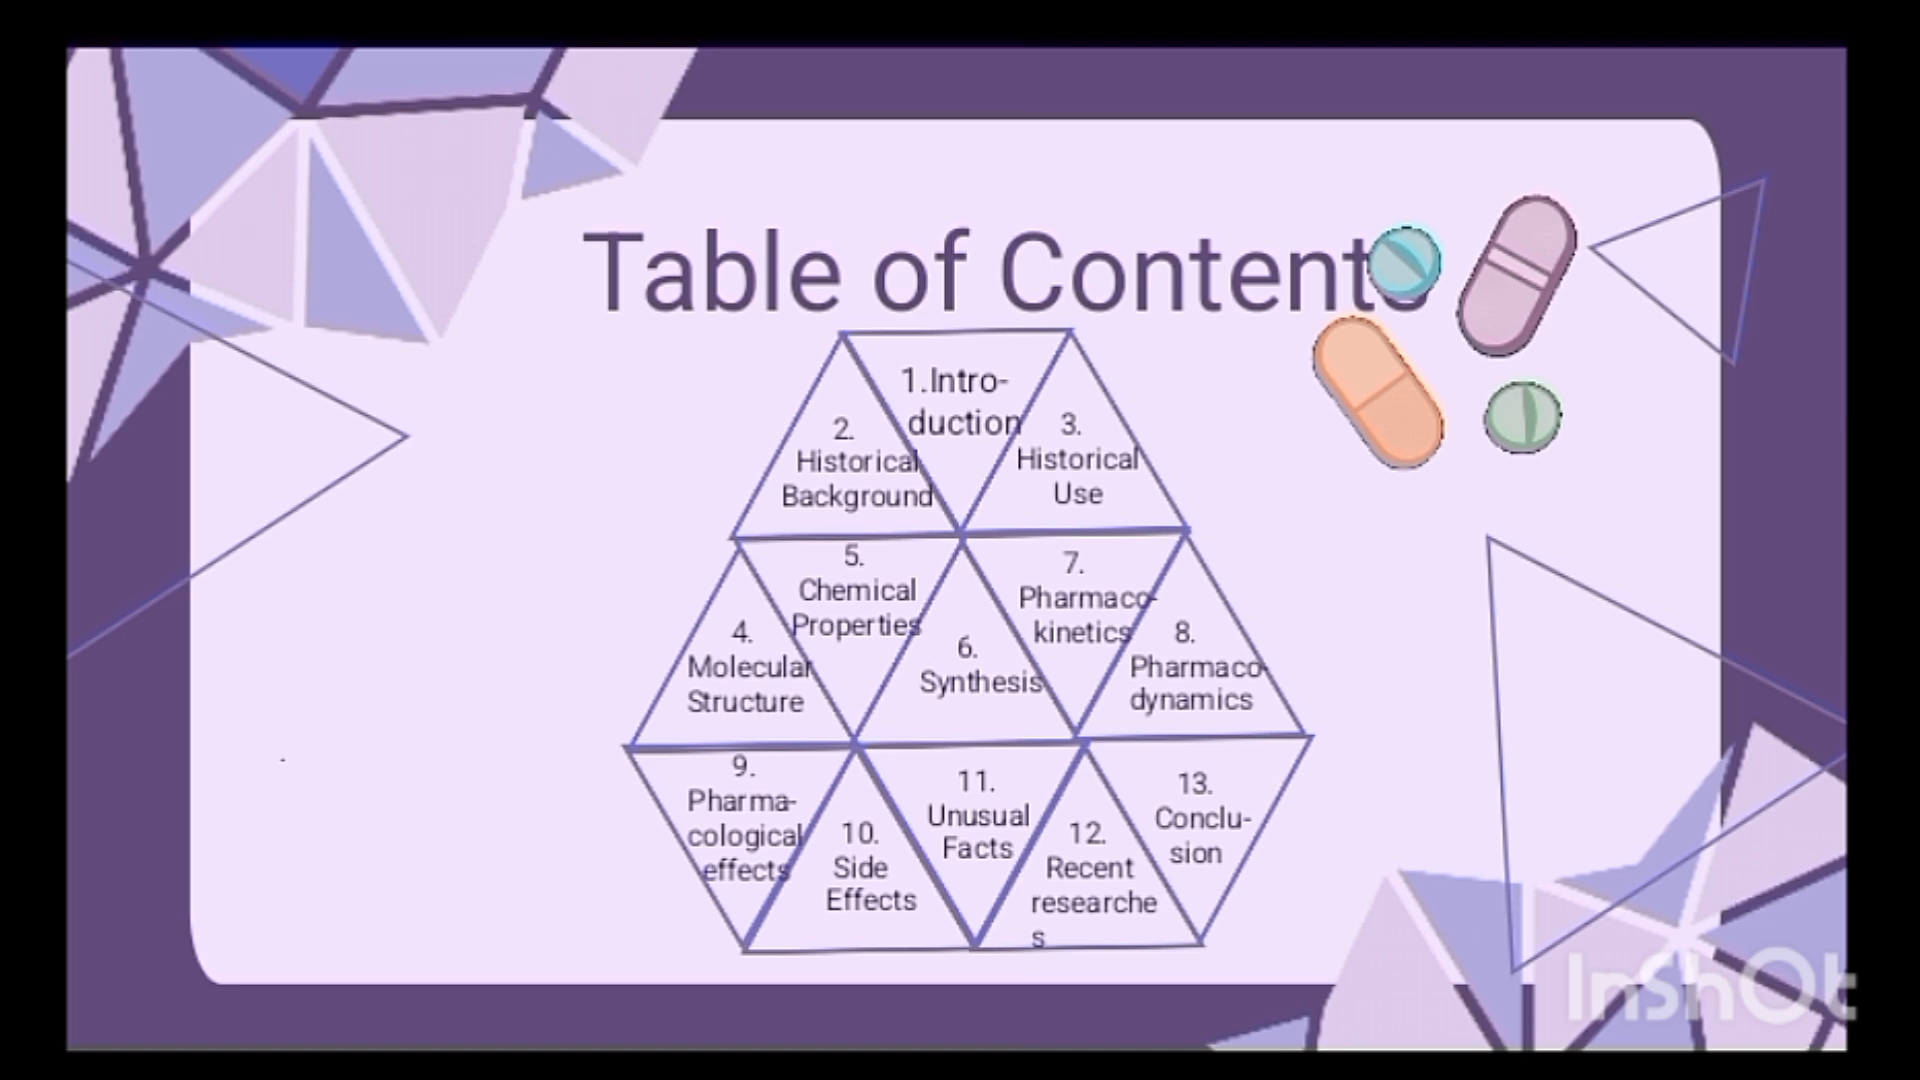 Table of Contents
1.Intro-
duction
2.
Historical
Background
3.
Historical
Use
4.
Molecular
Structure
5.
Chemical
Properties
6.
Synthesis
7.
Pharmaco-
kinetics
8.
Pharmaco-
dynamics
9.
Pharma-
cological
effects
10.
Side
Effects
11.
Unusual
Facts
12.
Recent
researche
s
13.
Conclu-
sion
InShOt